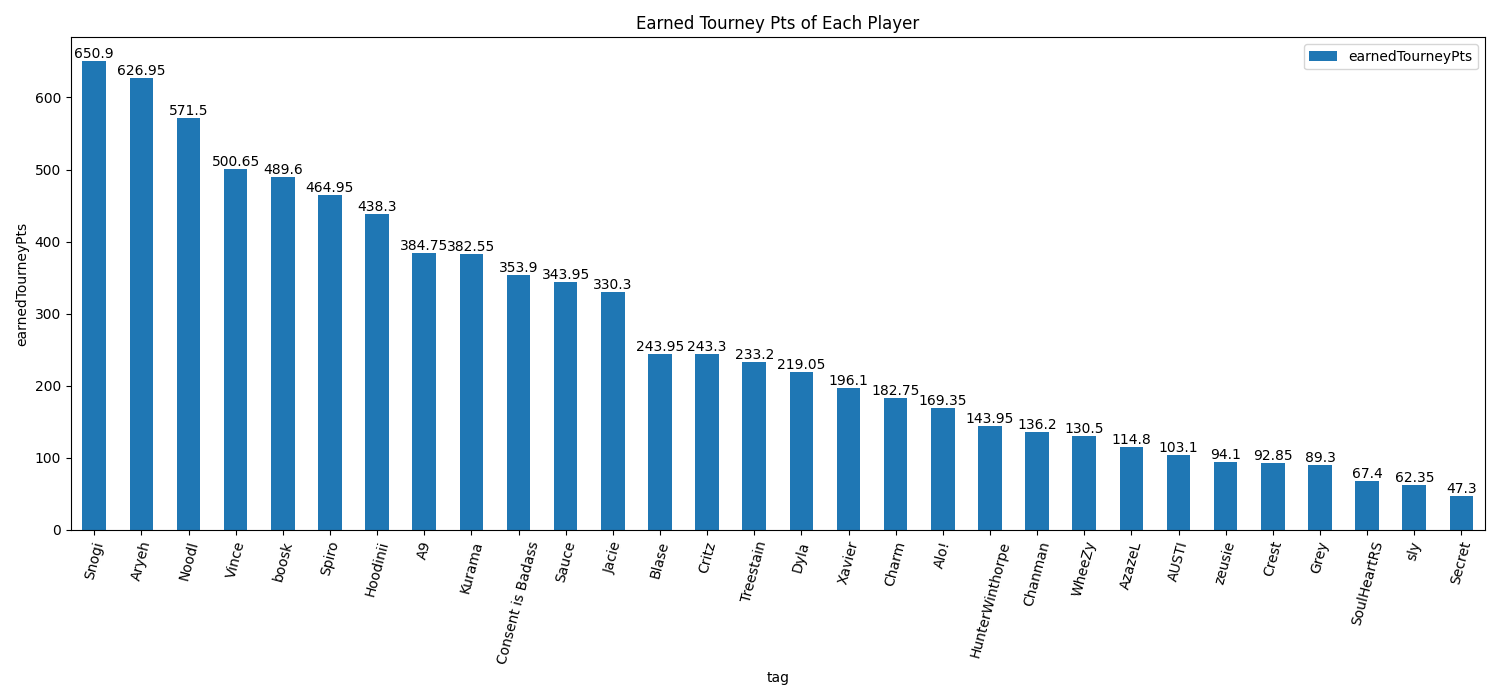 Earned Tourney Pts of Each Player
earnedTourneyPts
earnedTourneyPts
600
500
400
300
200
100
0
650.9
626.95
571.5
500.65
489.6
464.95
438.3
384.75
382.55
353.9
343.95
330.3
243.95
243.3
233.2
219.05
196.1
182.75
169.35
143.95
136.2
130.5
114.8
103.1
94.1
92.85
89.3
67.4
62.35
47.3
Snogi
Aryeh
Noodl
Vince
boosk
Spiro
Hoodinii
A9
Kurama
Consent is Badass
Sauce
Jacie
Blase
Critz
Treestain
Dyla
Xavier
Charm
HunterWinthorpe
Chanman
WheeZy
AzazeL
zeusie
Crest
Grey
SoulHeartRS
sly
Secret
tag